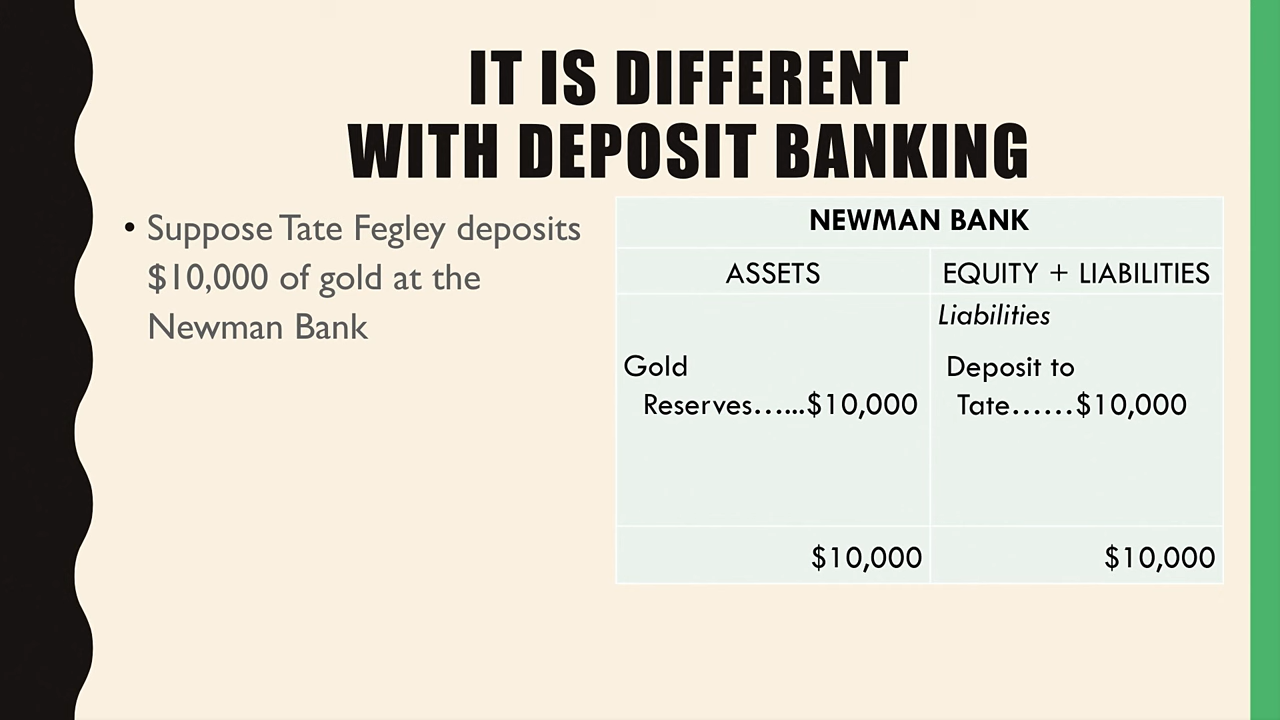 IT IS DIFFERENT
WITH DEPOSIT BANKING
• Suppose Tate Fegley deposits
$10,000 of gold at the
Newman Bank
NEWMAN BANK
ASSETS
EQUITY + LIABILITIES
Gold
Reserves…...$10,000
Liabilities
Deposit to
Tate……$10,000
$10,000
$10,000